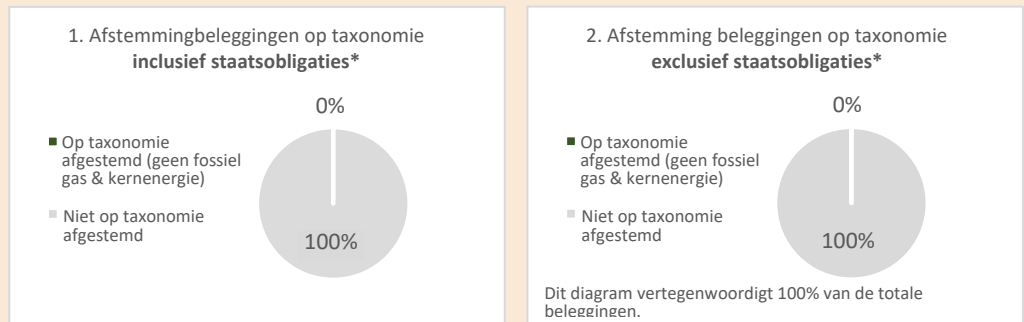 1. Afstemmingbeleggingen op taxonomie
inclusief staatsobligaties*
0%
Op taxonomie
afgestemd (geen fossiel
gas & kernenergie)
Niet op taxonomie
afgestemd
100%
2. Afstemming beleggingen op taxonomie
exclusief staatsobligaties*
0%
Op taxonomie
afgestemd (geen fossiel
gas & kernenergie)
Niet op taxonomie
afgestemd
100%
Dit diagram vertegenwoordigt 100% van de totale
beleggingen.